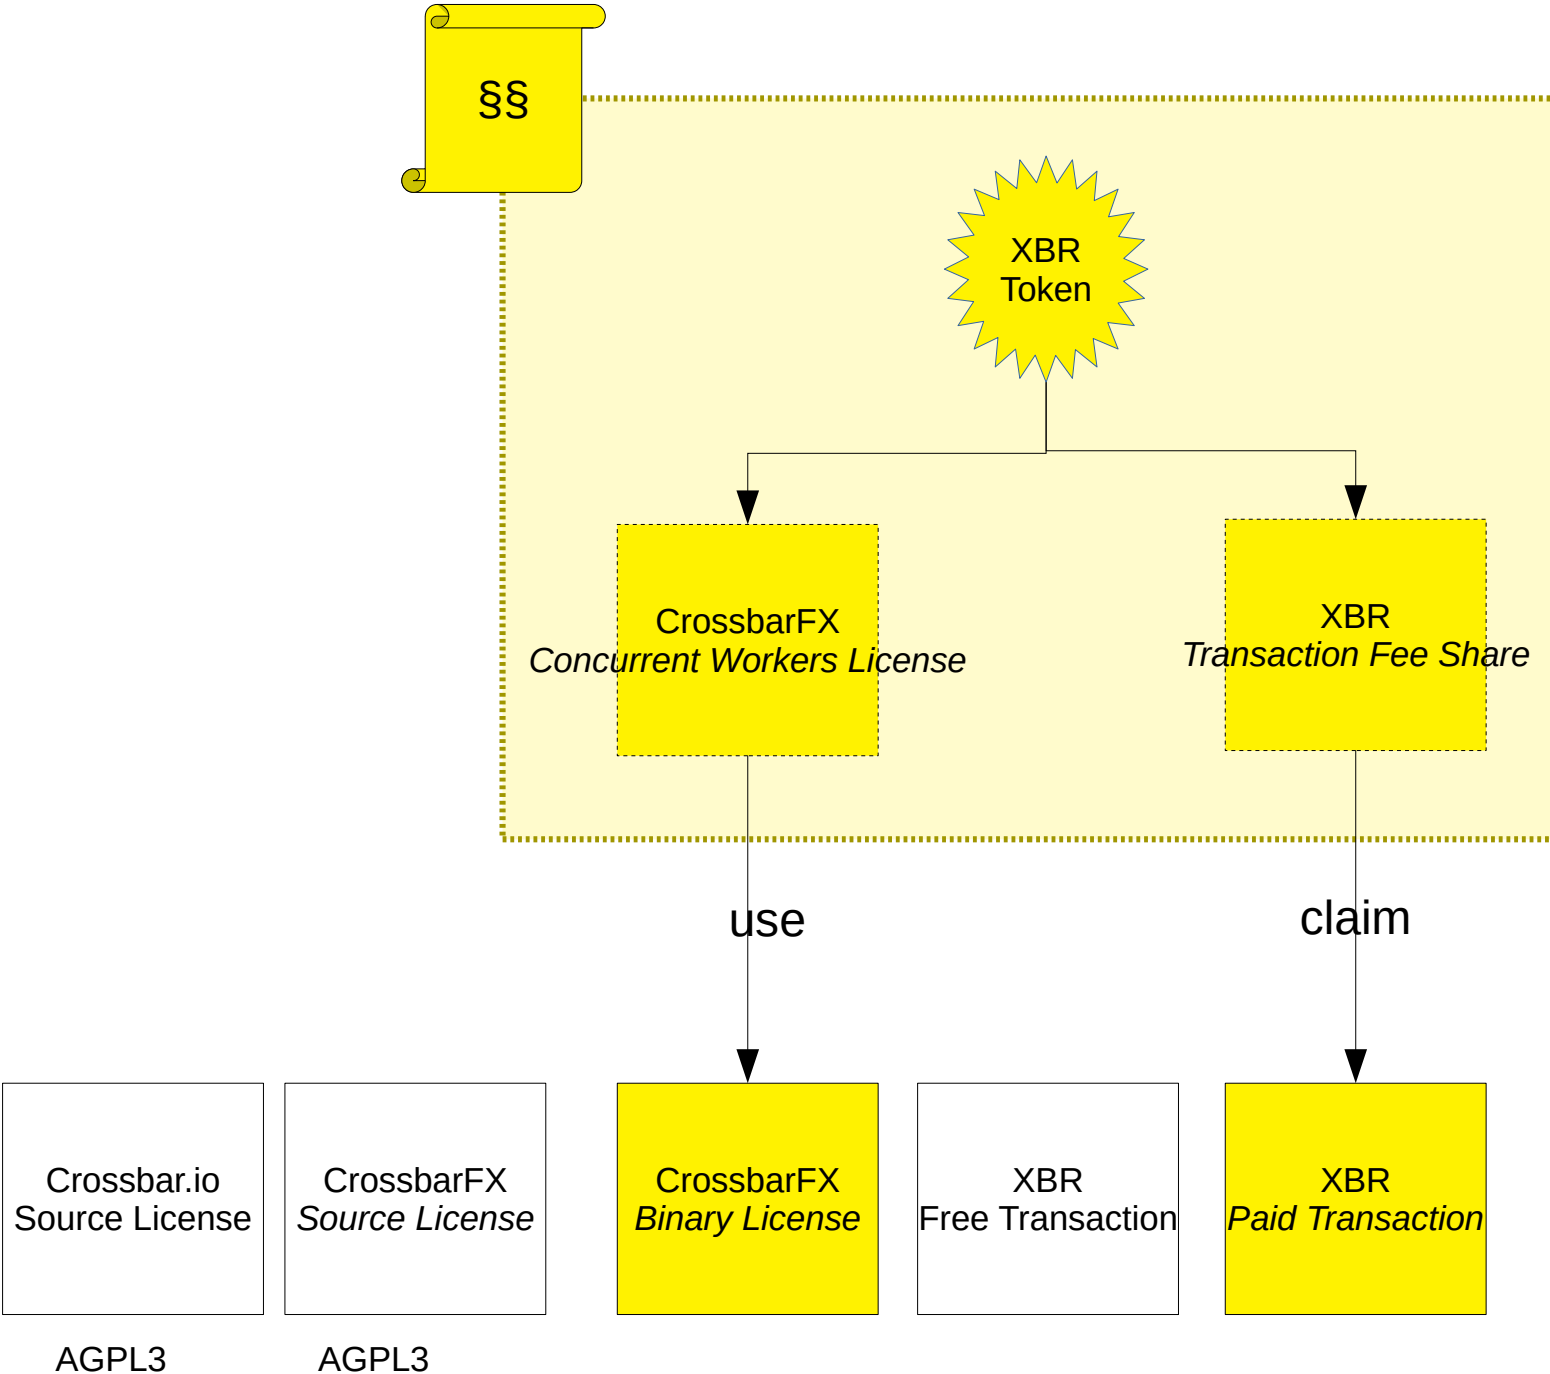 §§
XBR
Token
CrossbarFX
Concurrent Workers License
XBR
Transaction Fee Share
use
claim
Crossbar.io
Source License
CrossbarFX
Source License
CrossbarFX
Binary License
XBR
Free Transaction
XBR
Paid Transaction
AGPL3
AGPL3